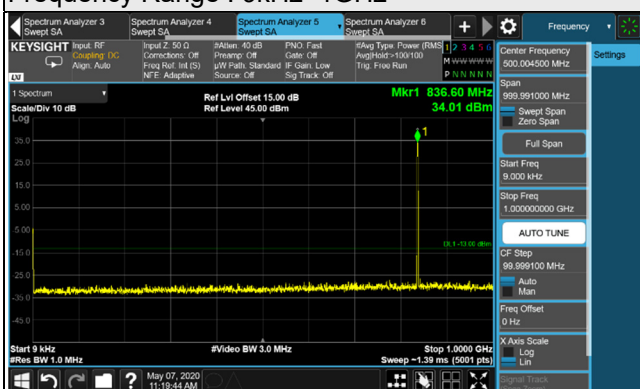 Frequency Range : 9kHz~1GHz
Spectrum Analyzer 3
Swept SA
Spectrum Analyzer 4
Swept SA
Spectrum Analyzer 5
Swept SA
Spectrum Analyzer 6
Swept SA
+
Frequency
KEYSIGHT
Input: RF
Coupling: DC
Align: Auto
LXI
Input Z: 50 Ω
Corrections: Off
Freq Ref: Int (S)
NFE: Adaptive
#Atten: 40 dB
Preamp: Off
µW Path: Standard
Source: Off
PNO: Fast
Gate: Off
IF Gain: Low
Sig Track: Off
#Avg Type: Power (RMS
Avg|Hold:>100/100
Trig: Free Run
1 2 3 4 5 6
M W W W W W
P N N N N N
1 Spectrum
Scale/Div 10 dB
Log
Ref Lvl Offset 15.00 dB
Ref Level 45.00 dBm
Mkr1 836.60 MHz
34.01 dBm
1
35.0
25.0
15.0
5.00
-5.00
DL1 -13.00 dBm
-15.0
-25.0
-35.0
-45.0
Start 9 kHz
#Res BW 1.0 MHz
#Video BW 3.0 MHz
Stop 1.0000 GHz
Sweep ~1.39 ms (5001 pts)
May 07, 2020
11:19:44 AM
Settings
Center Frequency
500.004500 MHz
Span
999.991000 MHz
Swept Span
Zero Span
Full Span
Start Freq
9.000 kHz
Stop Freq
1.000000000 GHz
AUTO TUNE
CF Step
99.999100 MHz
Auto
Man
Freq Offset
0 Hz
X Axis Scale
Log
Lin
Signal Track